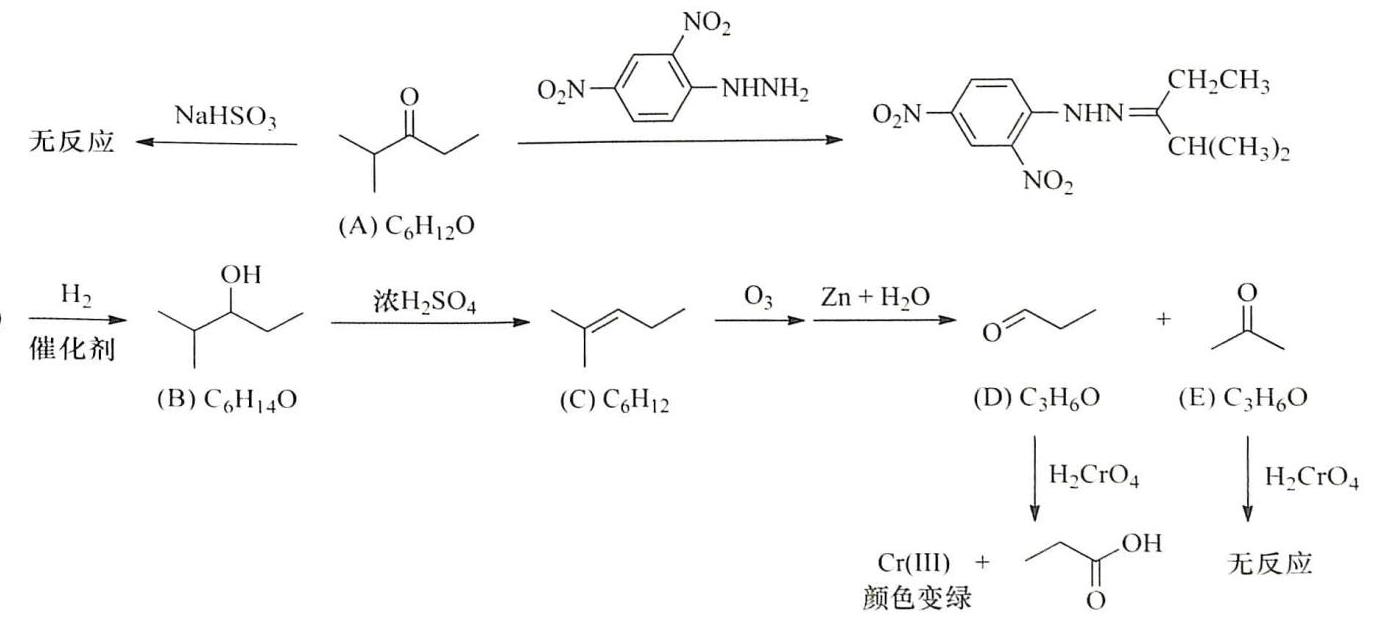 NO₂
O₂N
NHNH₂
NaHSO₃
无反应
O
(A) C₆H₁₂O
O₂N
NHN
CH₂CH₃
CH(CH₃)₂
NO₂
H₂
催化剂
OH
(B) C₆H₁₄O
浓H₂SO₄
(C) C₆H₁₂
O₃
Zn + H₂O
O
+
O
(D) C₃H₆O
(E) C₃H₆O
H₂CrO₄
H₂CrO₄
Cr(III) +
颜色变绿
OH
O
无反应